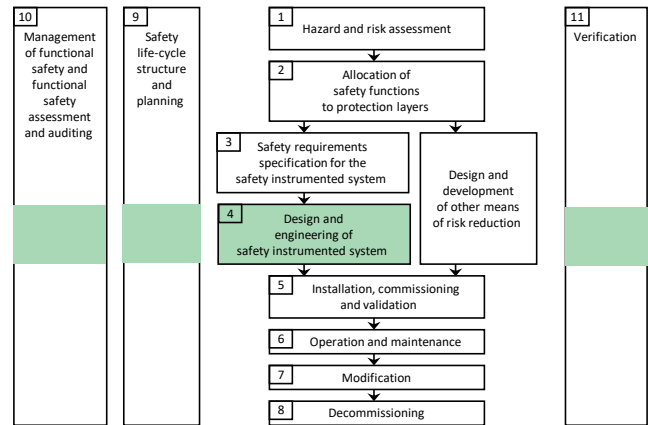 10
Management
of functional
safety and
functional
safety
assessment
and auditing
9
Safety
life-cycle
structure
and
planning
1
Hazard and risk assessment
2
Allocation of
safety functions
to protection layers
3
Safety requirements
specification for the
safety instrumented system
Design and
development
of other means
of risk reduction
4
Design and
engineering of
safety instrumented system
5
Installation, commissioning
and validation
6
Operation and maintenance
7
Modification
8
Decommissioning
11
Verification